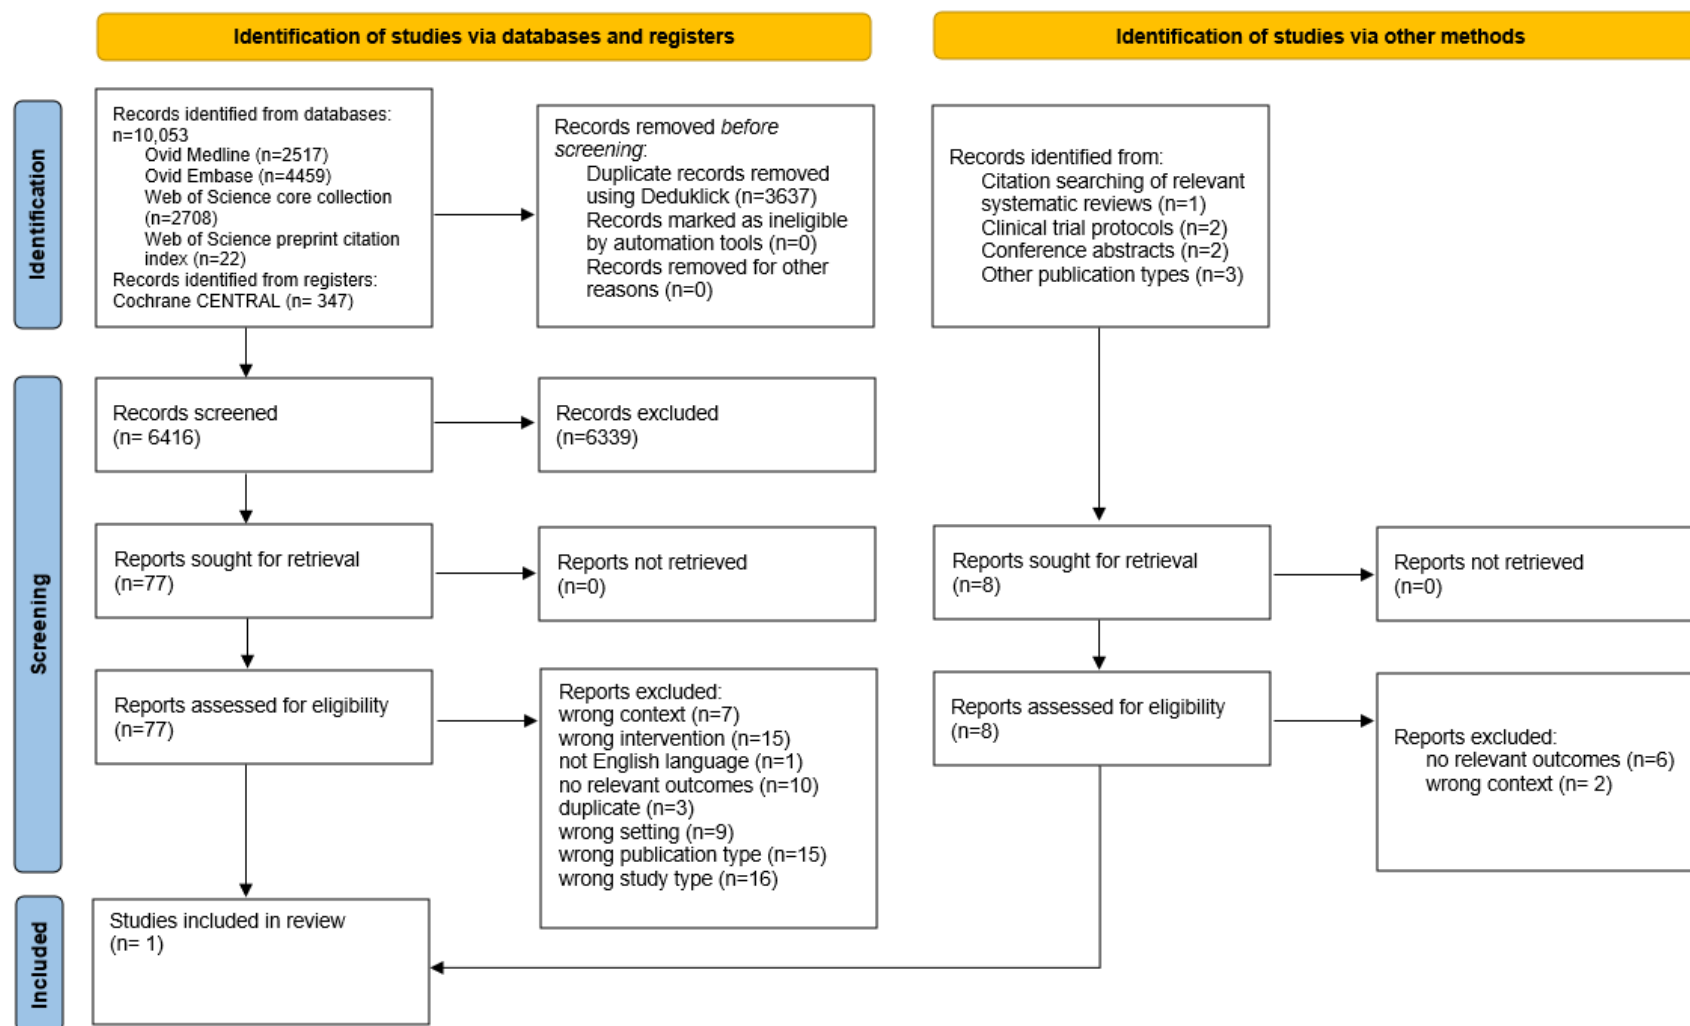 Identification of studies via databases and registers
Identification of studies via other methods
Identification
Records identified from databases:
n=10,053
Ovid Medline (n=2517)
Ovid Embase (n=4459)
Web of Science core collection
(n=2708)
Web of Science preprint citation
index (n=22)
Records identified from registers:
Cochrane CENTRAL (n= 347)
Records removed before
screening:
Duplicate records removed
using Deduklick (n=3637)
Records marked as ineligible
by automation tools (n=0)
Records removed for other
reasons (n=0)
Records identified from:
Citation searching of relevant
systematic reviews (n=1)
Clinical trial protocols (n=2)
Conference abstracts (n=2)
Other publication types (n=3)
Screening
Records screened
(n= 6416)
Records excluded
(n=6339)
Reports sought for retrieval
(n=77)
Reports not retrieved
(n=0)
Reports sought for retrieval
(n=8)
Reports not retrieved
(n=0)
Reports assessed for eligibility
(n=77)
Reports excluded:
wrong context (n=7)
wrong intervention (n=15)
not English language (n=1)
no relevant outcomes (n=10)
duplicate (n=3)
wrong setting (n=9)
wrong publication type (n=15)
wrong study type (n=16)
Reports assessed for eligibility
(n=8)
Reports excluded:
no relevant outcomes (n=6)
wrong context (n= 2)
Included
Studies included in review
(n= 1)